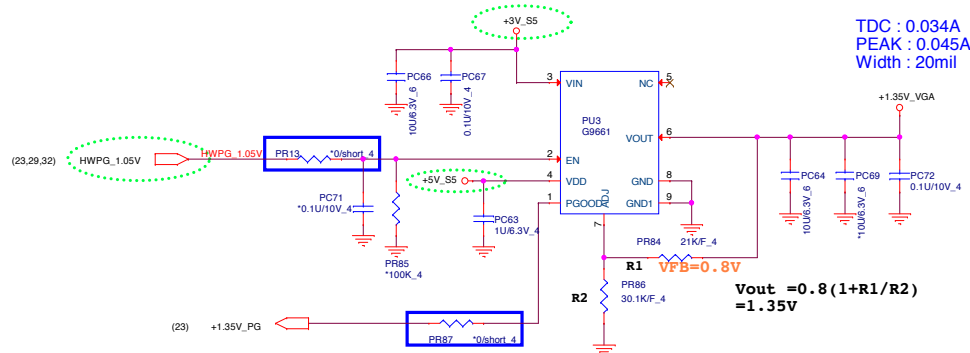 +3V_S5
TDC : 0.034A
PEAK : 0.045A
Width : 20mil
PC66
10U/6.3V_6
PC67
0.1U/10V_4
3
VIN
NC
5
PU3
G9661
+1.35V_VGA
VOUT
6
(23,29,32)
HWPG_1.05V
HWPG_1.05V
PR13
*0/short_4
2
EN
+5V_S5
4
VDD
GND
8
1
PGOOD
ADJ
GND1
9
7
PC71
*0.1U/10V_4
PR85
*100K_4
PC63
1U/6.3V_4
PC64
10U/6.3V_6
PC69
*10U/6.3V_6
PC72
0.1U/10V_4
PR84
21K/F_4
R1
VFB=0.8V
R2
PR86
30.1K/F_4
Vout =0.8(1+R1/R2)
=1.35V
(23)
+1.35V_PG
PR87
*0/short_4